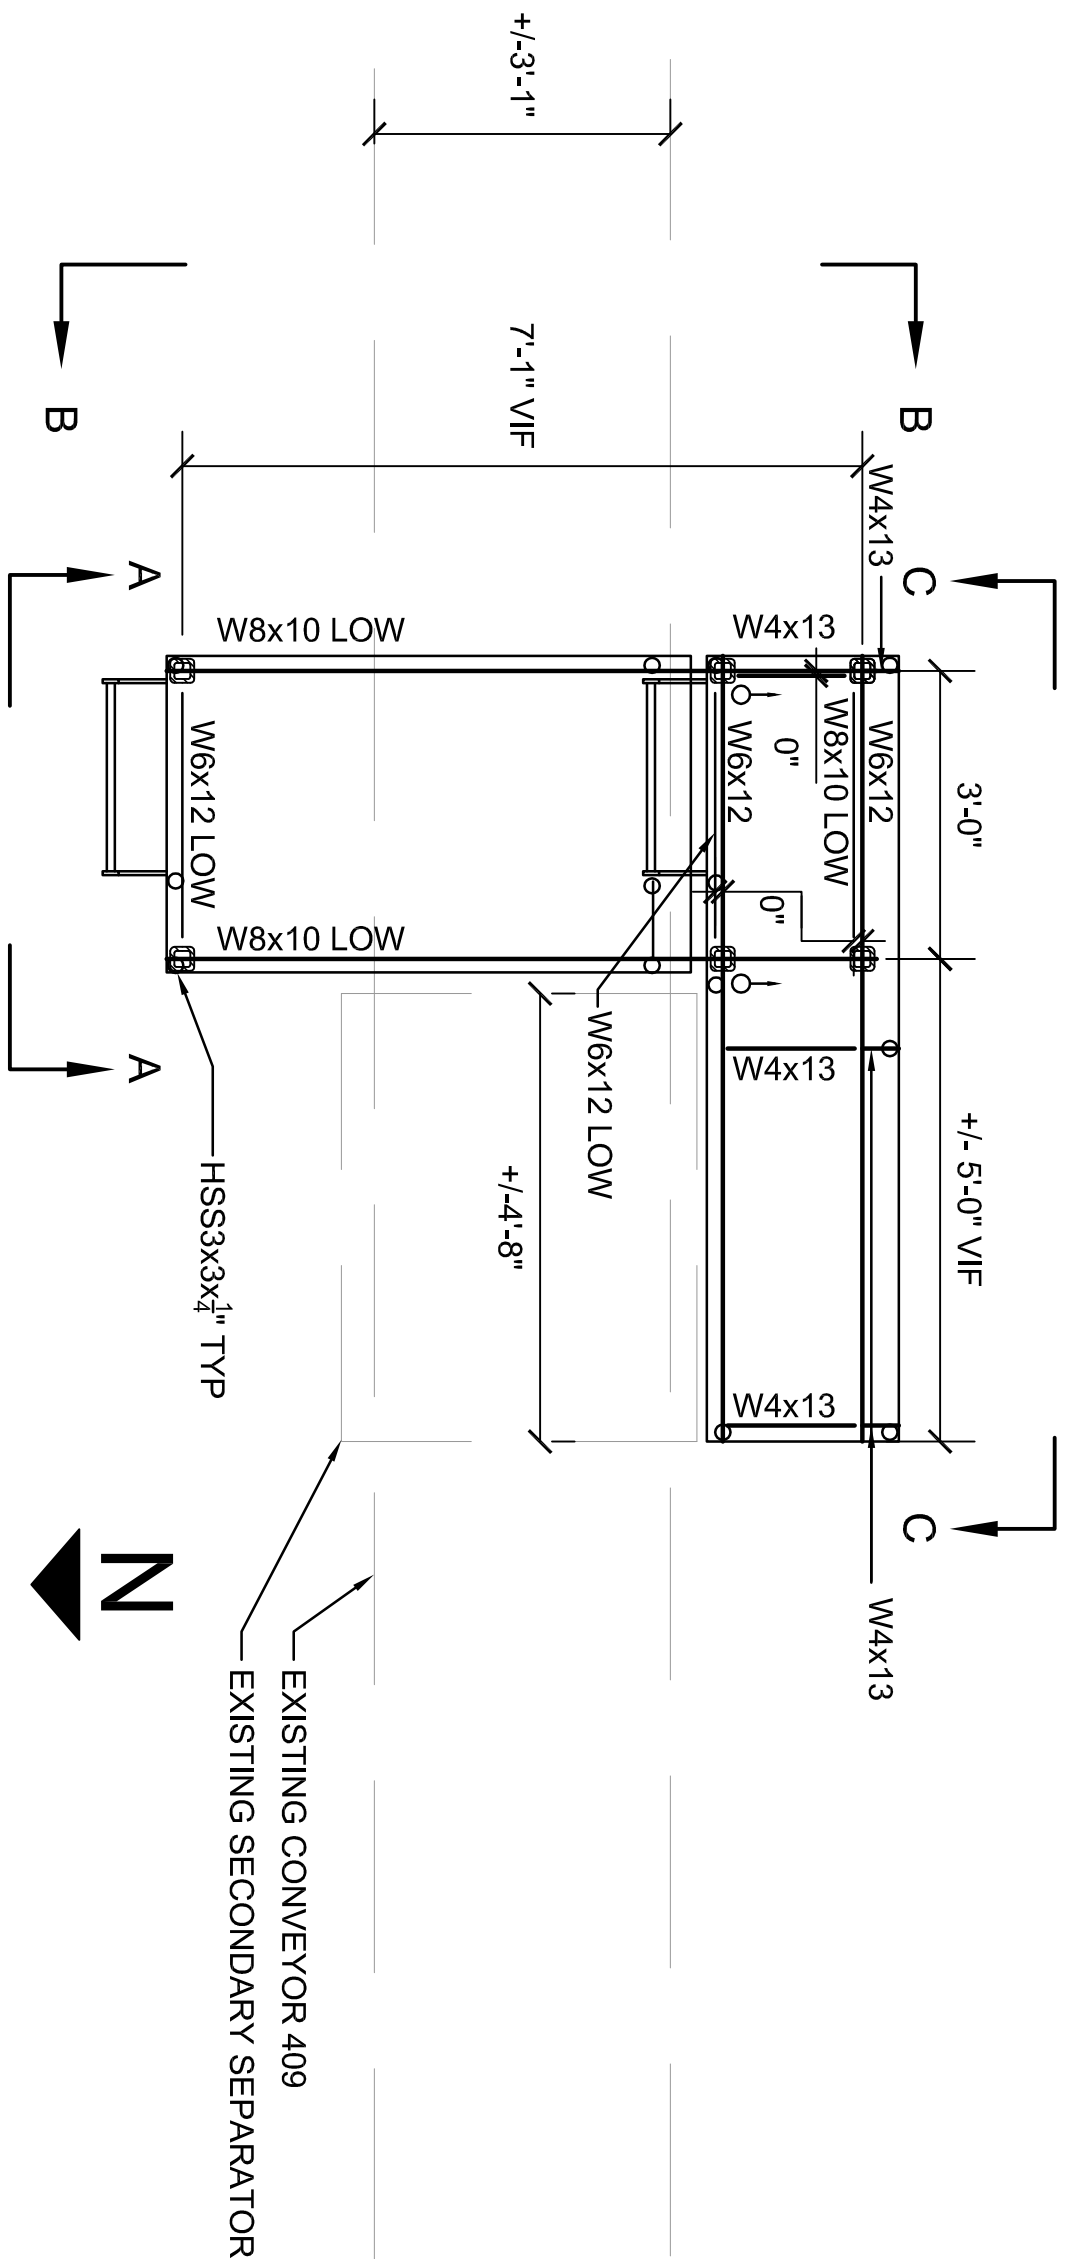 +/-3'-1"
7'-1" VIF
B
B
A
A
C
C
W4x13
W8x10 LOW
W4x13
3'-0"
W6x12 LOW
W6x12
0"
W8x10 LOW
W6x12
0"
W8x10 LOW
W6x12 LOW
W4x13
+/- 5'-0" VIF
+/-4'-8"
HSS3x3x1/4" TYP
W4x13
W4x13
N
EXISTING CONVEYOR 409
EXISTING SECONDARY SEPARATOR